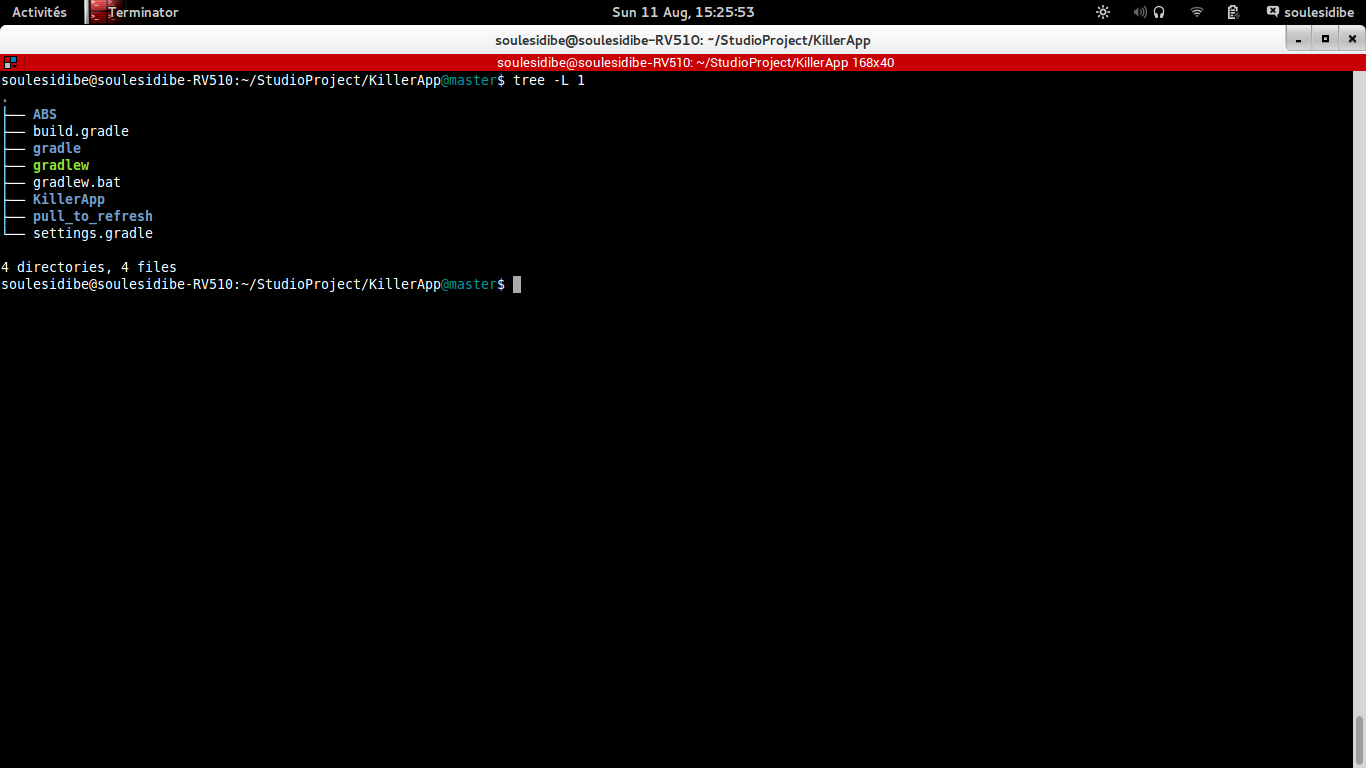 Activités Terminator Sun 11 Aug, 15:25:53 soulesidibe
soulesidibe@soulesidibe-RV510: ~/StudioProject/KillerApp
soulesidibe@soulesidibe-RV510: ~/StudioProject/KillerApp 168x40
soulesidibe@soulesidibe-RV510:~/StudioProject/KillerApp@master$ tree -L 1
.
├── ABS
├── build.gradle
├── gradle
├── gradlew
├── gradlew.bat
├── KillerApp
├── pull_to_refresh
└── settings.gradle
4 directories, 4 files
soulesidibe@soulesidibe-RV510:~/StudioProject/KillerApp@master$